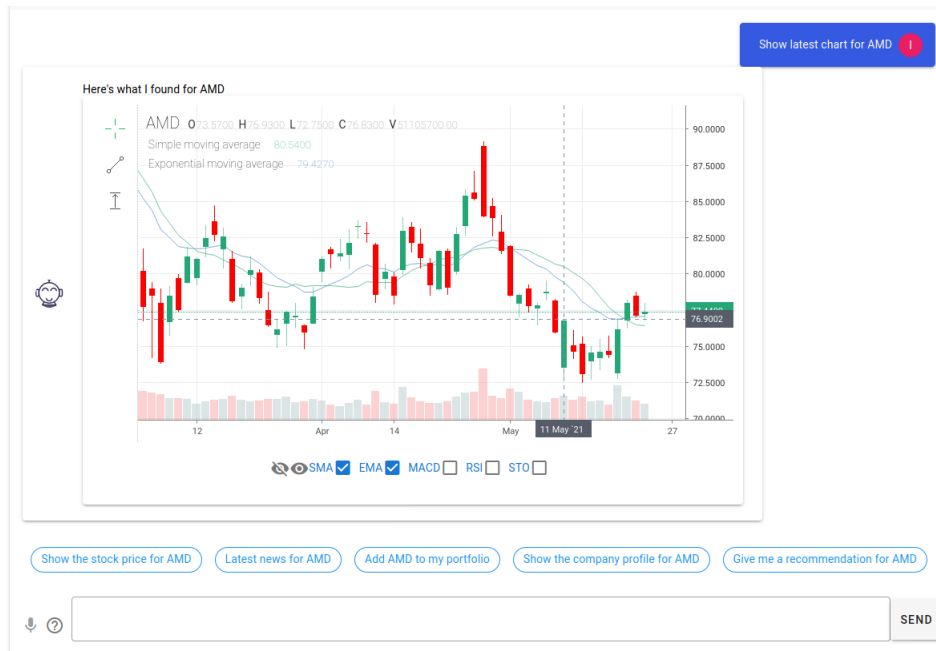 Show latest chart for AMD I
Here's what I found for AMD
AMD O73.5700 H76.9300 L72.7500 C76.8300 V51105700.00
Simple moving average 80.5400
Exponential moving average 79.4270
90.0000
87.5000
85.0000
82.5000
80.0000
76.9002
75.0000
72.5000
70.0000
12 Apr 14 May 11 May '21 27
SMA EMA MACD RSI STO
Show the stock price for AMD Latest news for AMD Add AMD to my portfolio Show the company profile for AMD Give me a recommendation for AMD
SEND